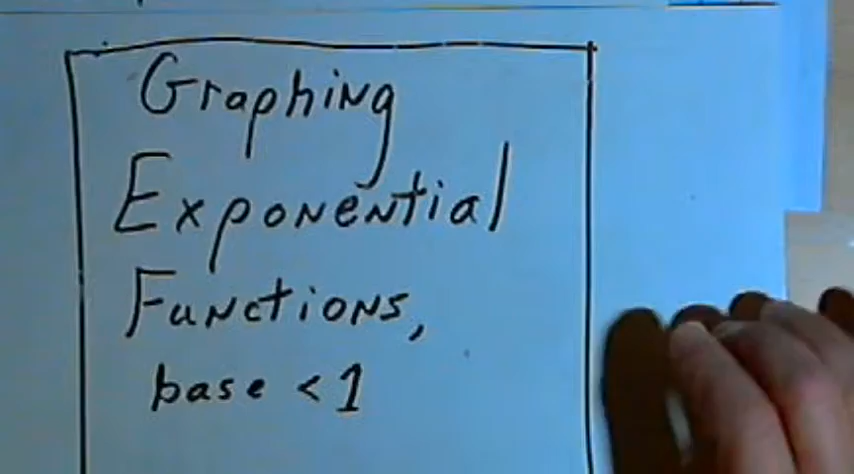 Graphing
Exponential
Functions,
base < 1